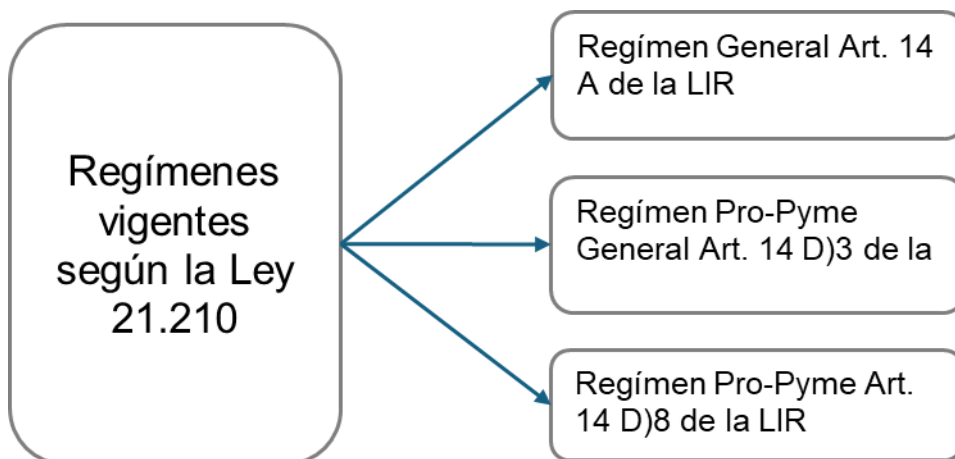 Regímenes
vigentes
según la Ley
21.210
Regímen General Art. 14
A de la LIR
Regímen Pro-Pyme
General Art. 14 D)3 de la
Regímen Pro-Pyme Art.
14 D)8 de la LIR